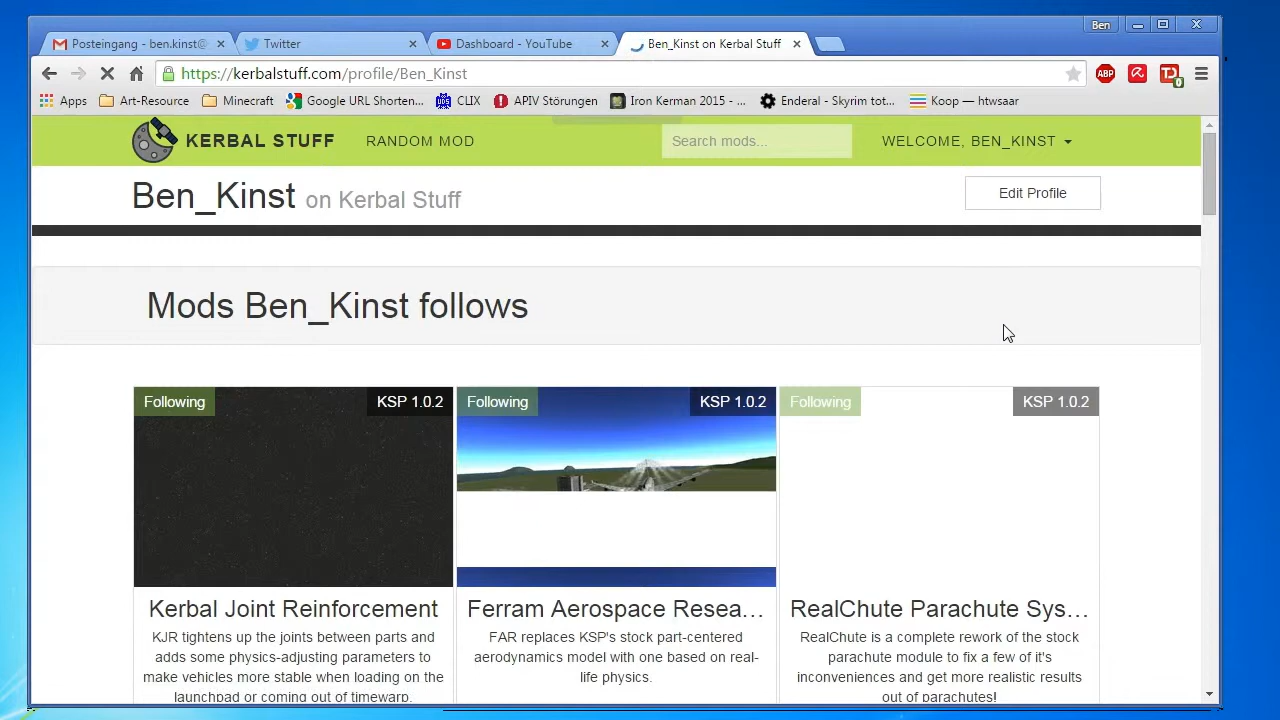 Ben
Posteingang - ben.kinst@
Twitter
Dashboard - YouTube
Ben_Kinst on Kerbal Stuff
https://kerbalstuff.com/profile/Ben_Kinst
ABP
TD
0
Apps
Art-Resource
Minecraft
Google URL Shorten...
CLIX
APIV Störungen
IronKerman 2015 - ...
Enderal - Skyrim tot...
Koop — htwsaar
KERBAL STUFF
RANDOM MOD
Search mods...
WELCOME, BEN_KINST
Ben_Kinst on Kerbal Stuff
Edit Profile
Mods Ben_Kinst follows
Following
KSP 1.0.2
Following
KSP 1.0.2
Following
KSP 1.0.2
Kerbal Joint Reinforcement
KJR tightens up the joints between parts and
adds some physics-adjusting parameters to
make vehicles more stable when loading on the
launchpad or coming out of timewarp.
Ferram Aerospace Resea...
FAR replaces KSP's stock part-centered
aerodynamics model with one based on real-
life physics.
RealChute Parachute Sys...
RealChute is a complete rework of the stock
parachute module to fix a few of it's
inconveniences and get more realistic results
out of parachutes!